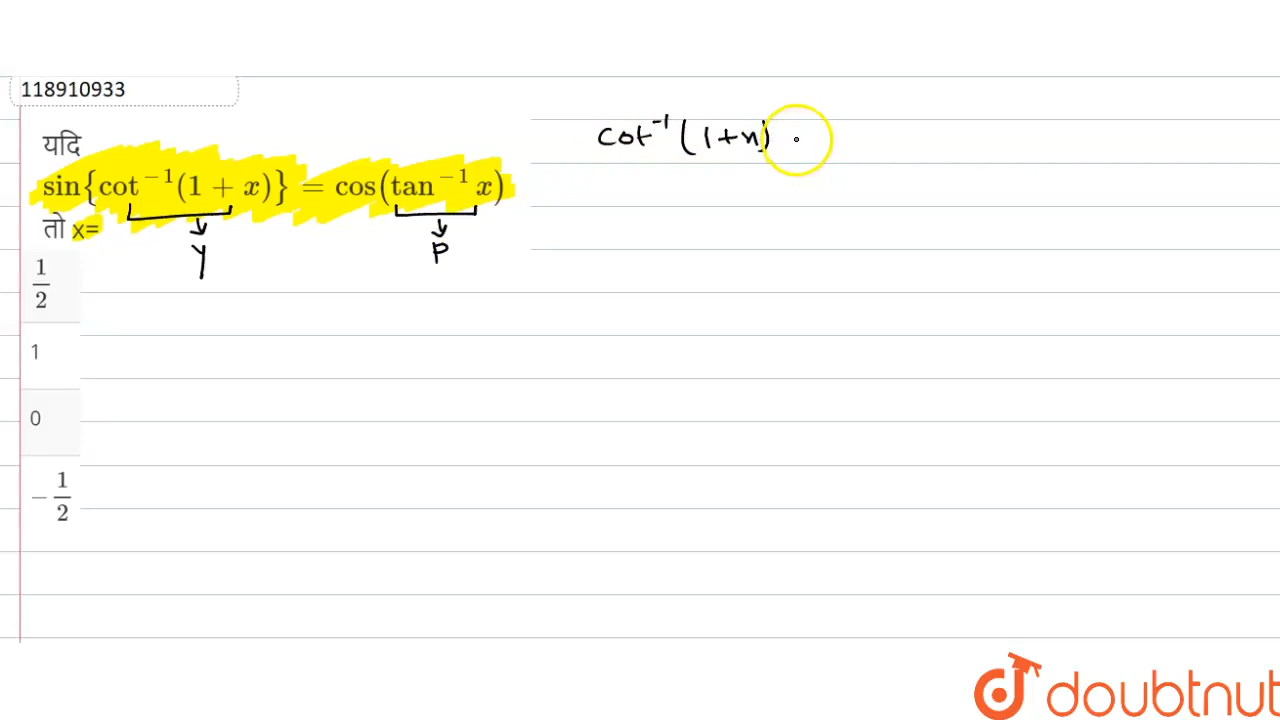 118910933
यदि
sin{cot⁻¹(1 + x)} = cos(tan⁻¹ x)
तो x=
y
P
1/2
1
0
−1/2
cot⁻¹(1+x)
doubtnut